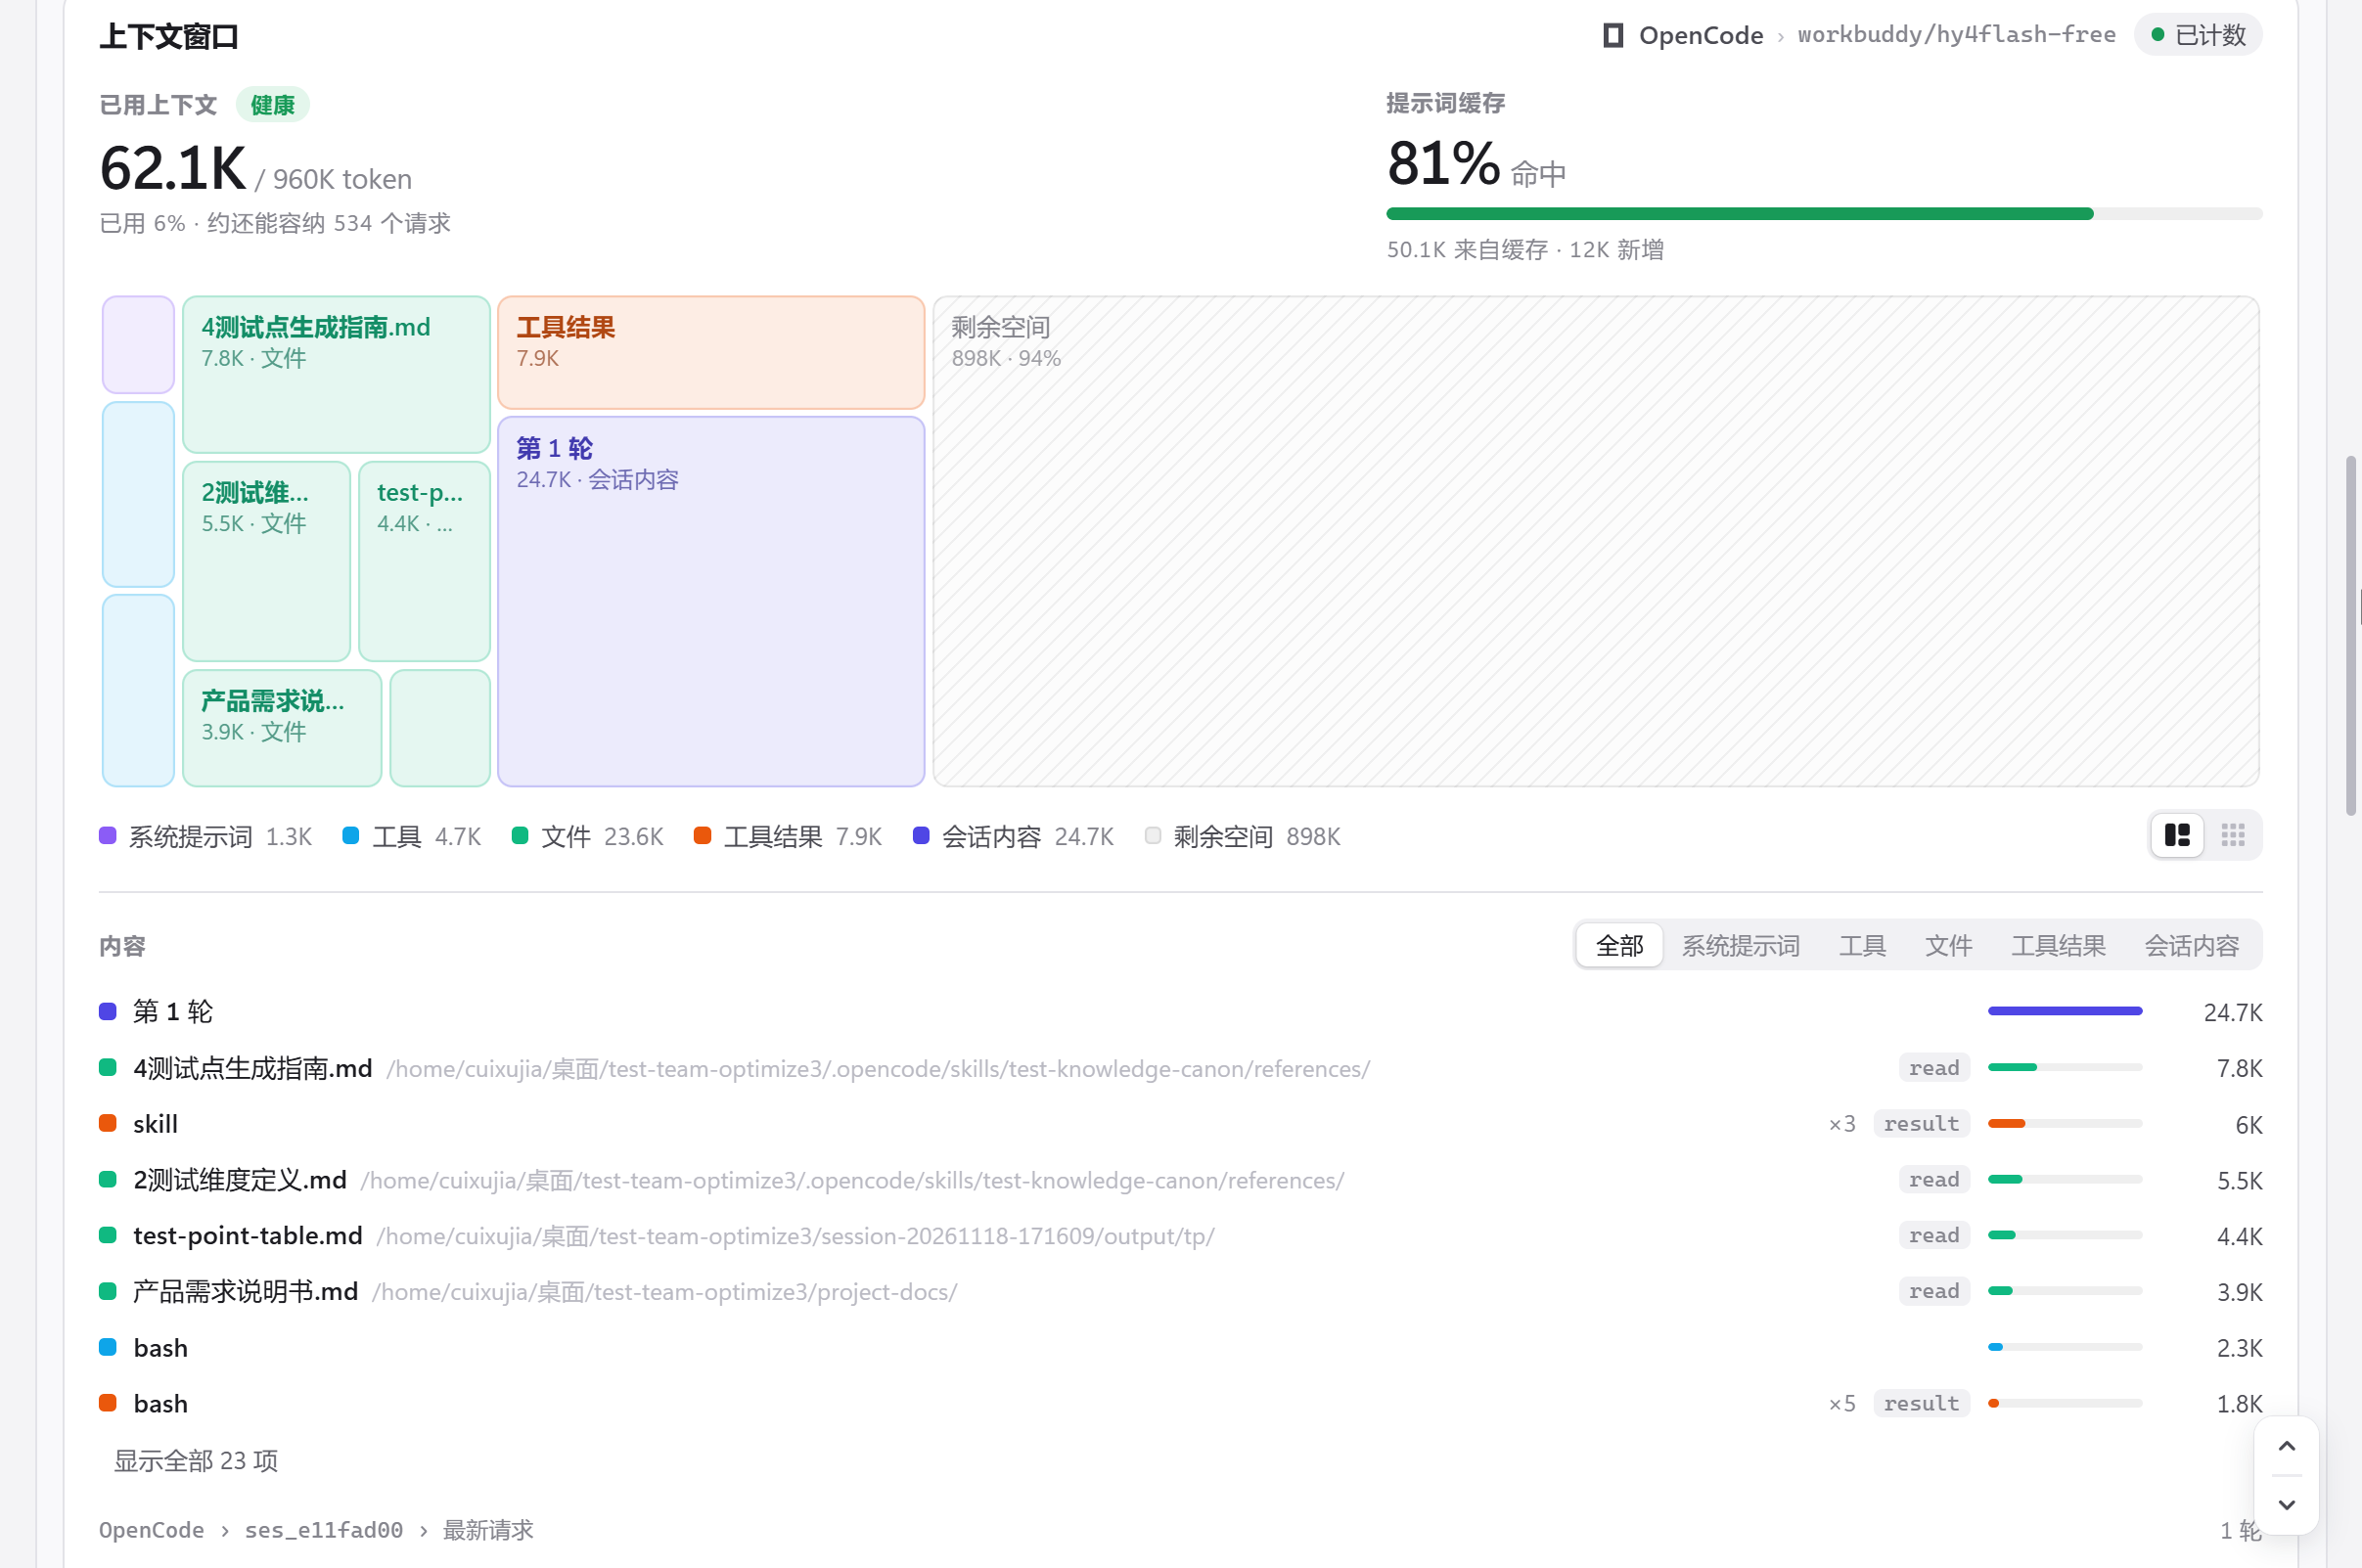 上下文窗口
OpenCode › workbuddy/hy4flash-free 已计数
已用上下文 健康
提示词缓存
62.1K / 960K token
81% 命中
已用 6% · 约还能容纳 534 个请求
50.1K 来自缓存 · 12K 新增
4测试点生成指南.md
7.8K · 文件
工具结果
7.9K
剩余空间
898K · 94%
第 1 轮
24.7K · 会话内容
2测试维...
5.5K · 文件
test-p...
4.4K · ...
产品需求说...
3.9K · 文件
系统提示词 1.3K 工具 4.7K 文件 23.6K 工具结果 7.9K 会话内容 24.7K 剩余空间 898K
内容
全部 系统提示词 工具 文件 工具结果 会话内容
第 1 轮 24.7K
4测试点生成指南.md /home/cuixujia/桌面/test-team-optimize3/.opencode/skills/test-knowledge-canon/references/ read 7.8K
skill ×3 result 6K
2测试维度定义.md /home/cuixujia/桌面/test-team-optimize3/.opencode/skills/test-knowledge-canon/references/ read 5.5K
test-point-table.md /home/cuixujia/桌面/test-team-optimize3/session-20261118-171609/output/tp/ read 4.4K
产品需求说明书.md /home/cuixujia/桌面/test-team-optimize3/project-docs/ read 3.9K
bash 2.3K
bash ×5 result 1.8K
显示全部 23 项
OpenCode › ses_e11fad00 › 最新请求 1 轮